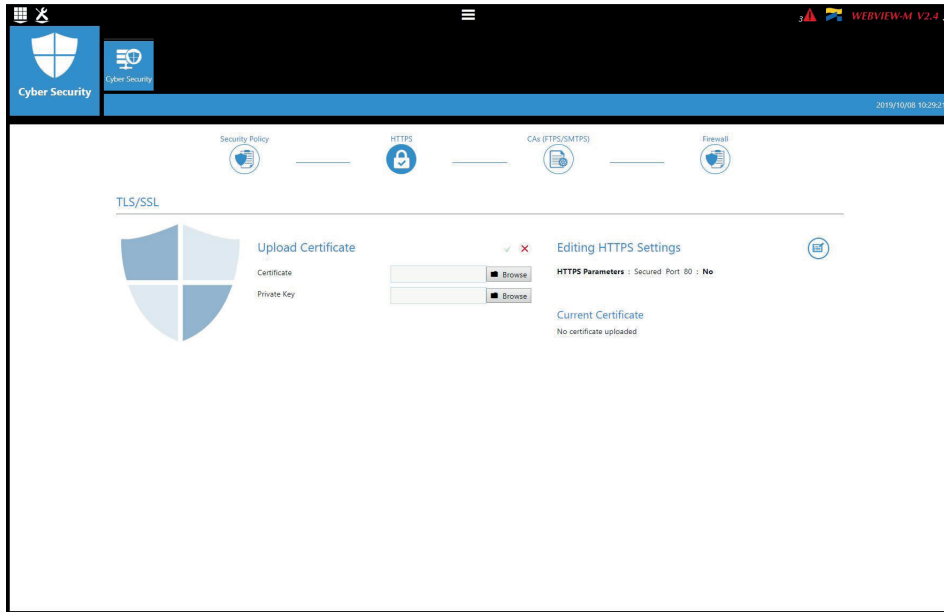 3 WEBVIEW-M V2.4
Cyber Security
Cyber Security
2019/10/08 10:29:21
Security Policy HTTPS CAs (FTPS/SMTPS) Firewall
TLS/SSL
Upload Certificate
Certificate Browse
Private Key Browse
Editing HTTPS Settings
HTTPS Parameters : Secured Port 80 : No
Current Certificate
No certificate uploaded